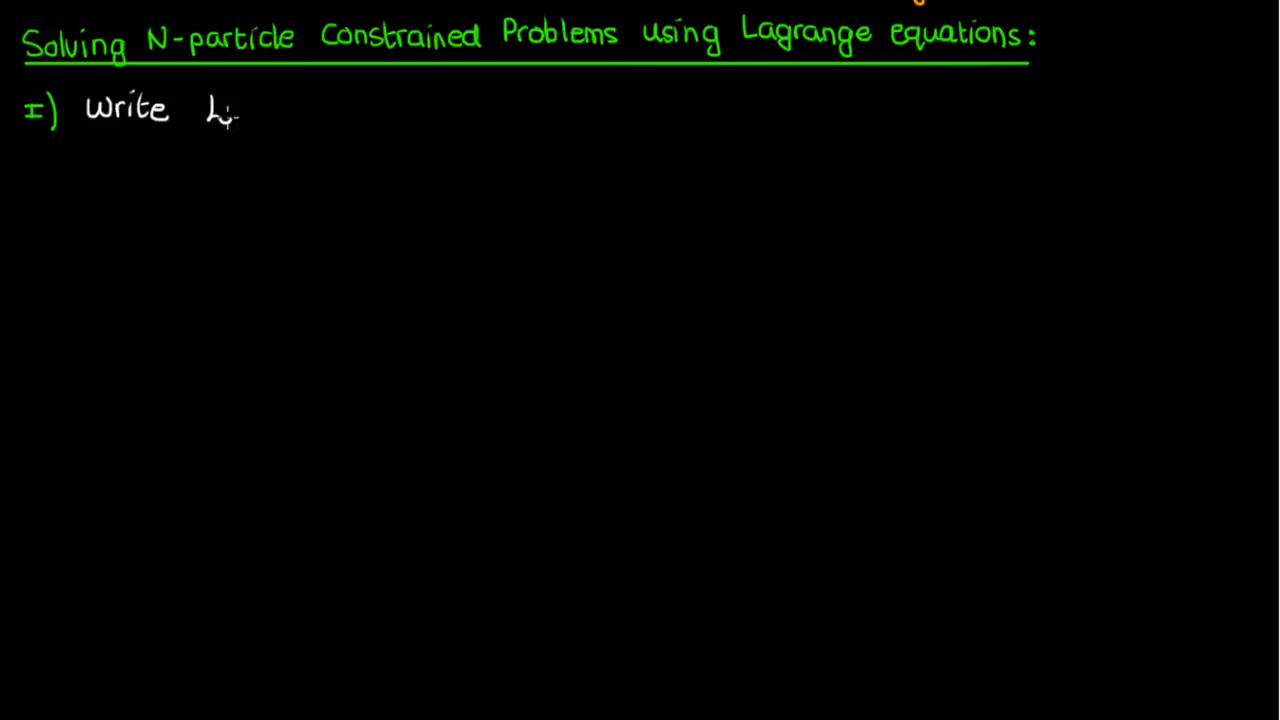 Solving N-particle Constrained Problems using Lagrange equations:
I) Write